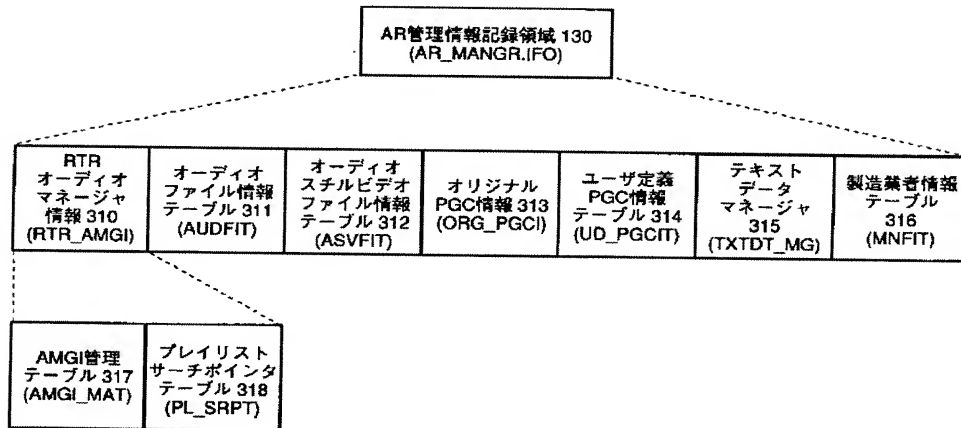 AR管理情報記録領域 130
(AR_MANGR.IFO)
RTR
オーディオ
マネージャ
情報 310
(RTR_AMGI)
オーディオ
ファイル情報
テーブル 311
(AUDFIT)
オーディオ
スチルビデオ
ファイル情報
テーブル 312
(ASVFIT)
オリジナル
PGC情報 313
(ORG_PGCI)
ユーザ定義
PGC情報
テーブル 314
(UD_PGCIT)
テキスト
データ
マネージャ
315
(TXTDT_MG)
製造業者情報
テーブル
316
(MNFIT)
AMGI管理
テーブル 317
(AMGI_MAT)
プレイリスト
サーチポインタ
テーブル 318
(PL_SRPT)